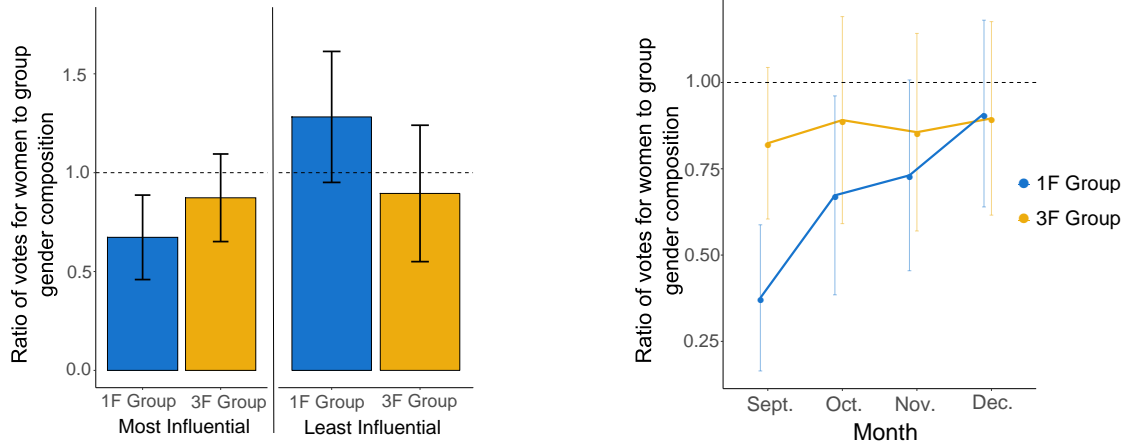 Ratio of votes for women to group
gender composition
1.5
1.0
0.5
0.0
1F Group
3F Group
1F Group
3F Group
Most Influential
Least Influential
Ratio of votes for women to group
gender composition
1.00
0.75
0.50
0.25
Sept.
Oct.
Nov.
Dec.
Month
1F Group
3F Group